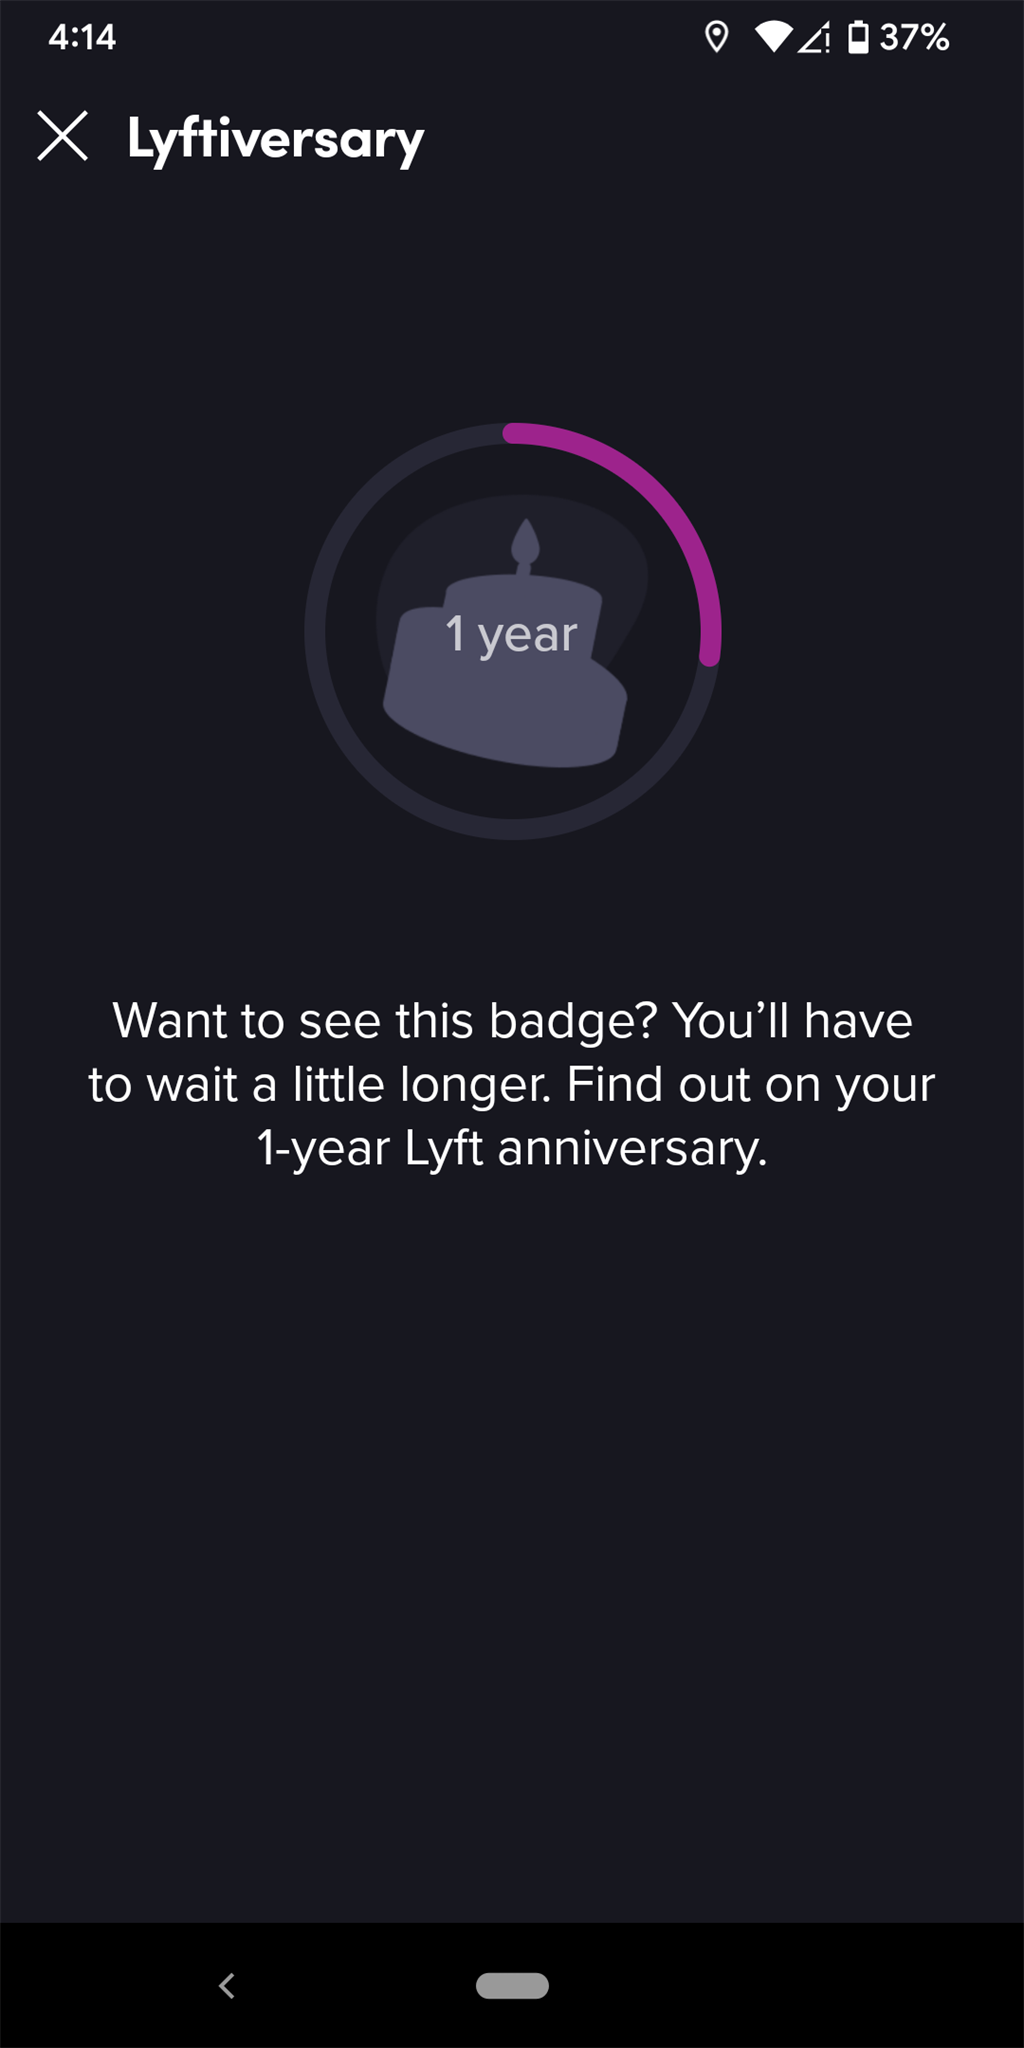 4:14
37%
Lyftiversary
1 year
Want to see this badge? You’ll have
to wait a little longer. Find out on your
1-year Lyft anniversary.